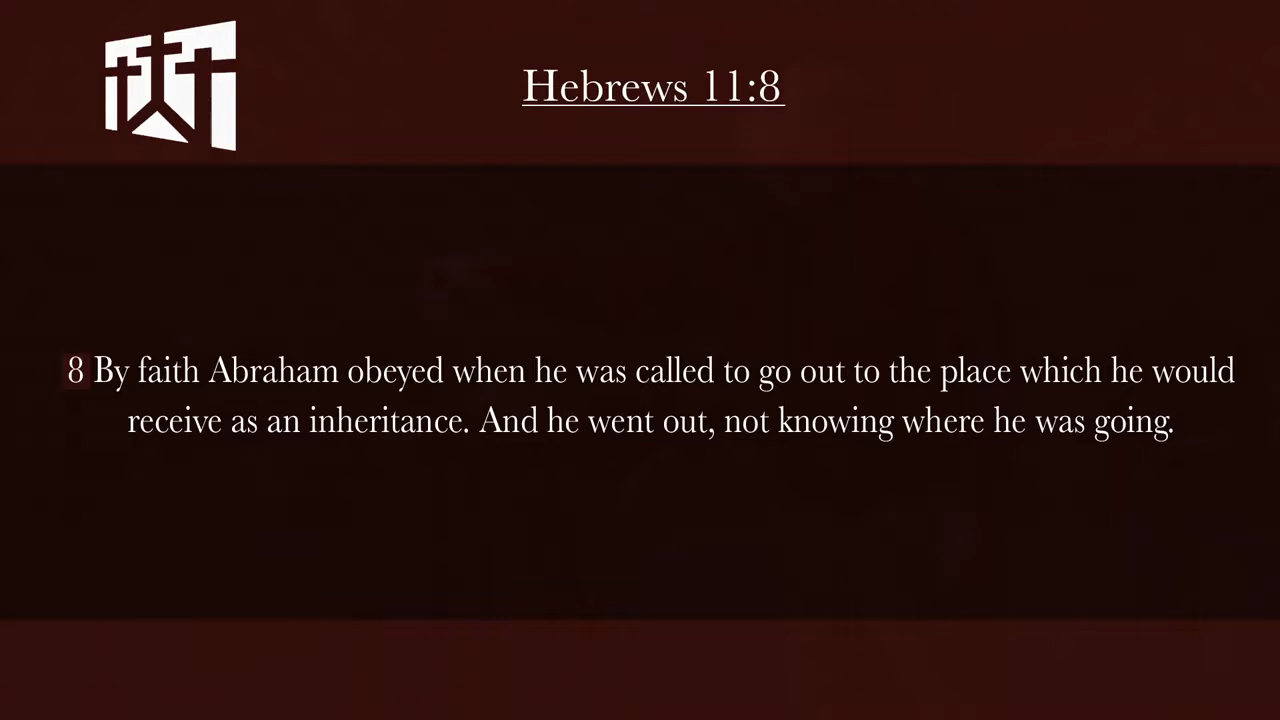 Hebrews 11:8
8 By faith Abraham obeyed when he was called to go out to the place which he would
receive as an inheritance. And he went out, not knowing where he was going.